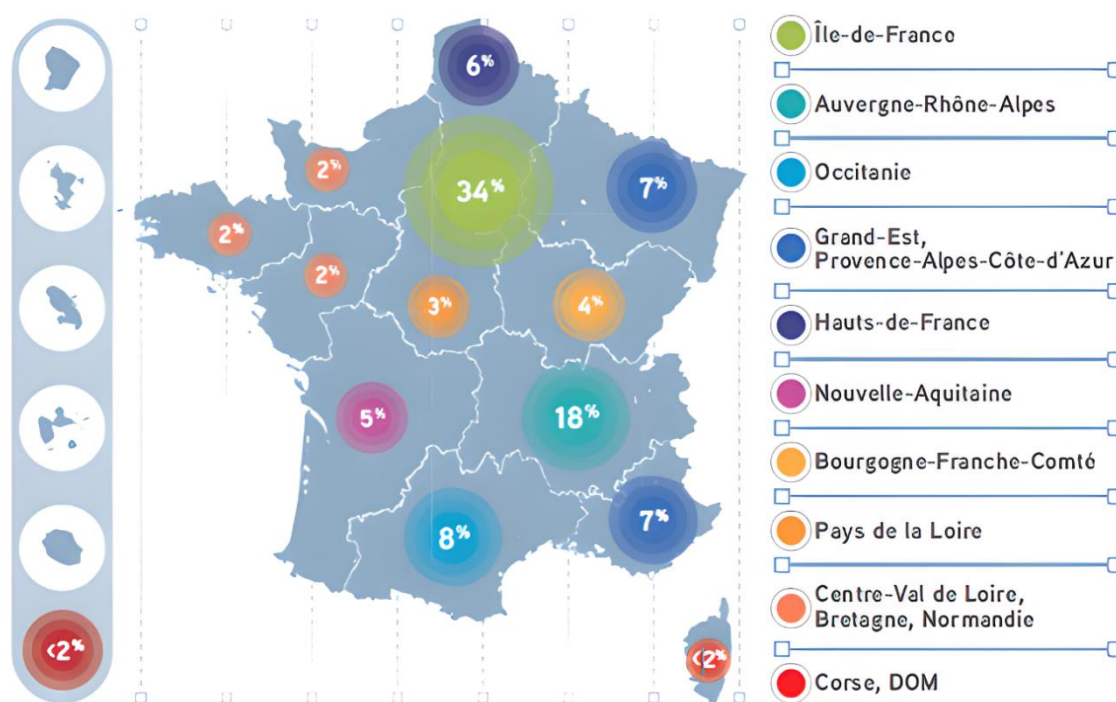 6%
34%
7%
2%
2%
2%
3%
4%
5%
18%
8%
7%
<2%
<2%
Île-de-France
Auvergne-Rhône-Alpes
Occitanie
Grand-Est,
Provence-Alpes-Côte-d'Azur
Hauts-de-France
Nouvelle-Aquitaine
Bourgogne-Franche-Comté
Pays de la Loire
Centre-Val de Loire,
Bretagne, Normandie
Corse, DOM